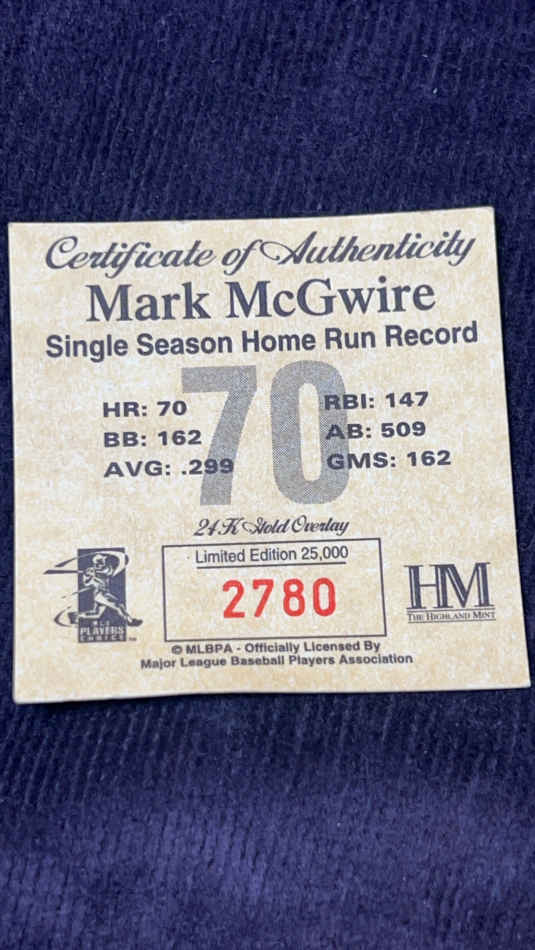 Certificate of Authenticity
Mark McGwire
Single Season Home Run Record
70
HR: 70 RBI: 147
BB: 162 AB: 509
AVG: .299 GMS: 162
24 K Gold Overlay
Limited Edition 25,000
2780
PLAYERS
CHOICE
HM
THE HIGHLAND MINT
© MLBPA - Officially Licensed By
Major League Baseball Players Association